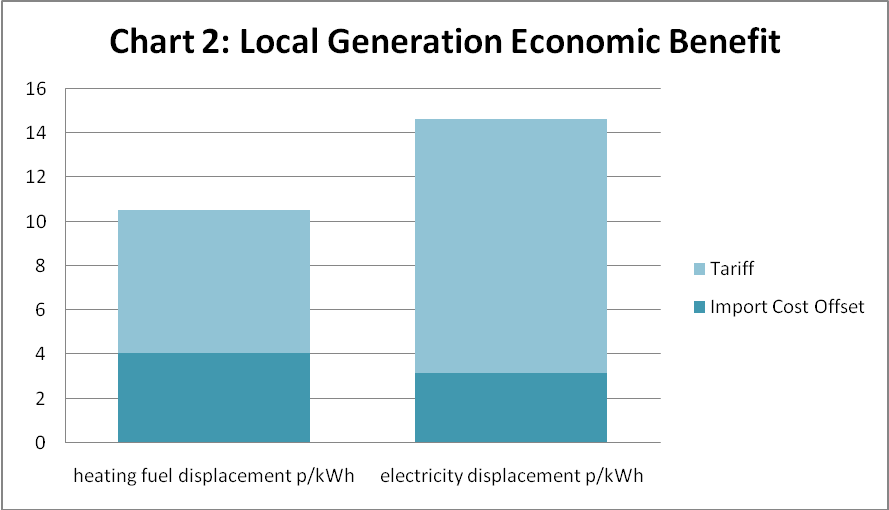 Chart 2: Local Generation Economic Benefit
16
14
12
10
8
6
4
2
0
heating fuel displacement p/kWh
electricity displacement p/kWh
Tariff
Import Cost Offset